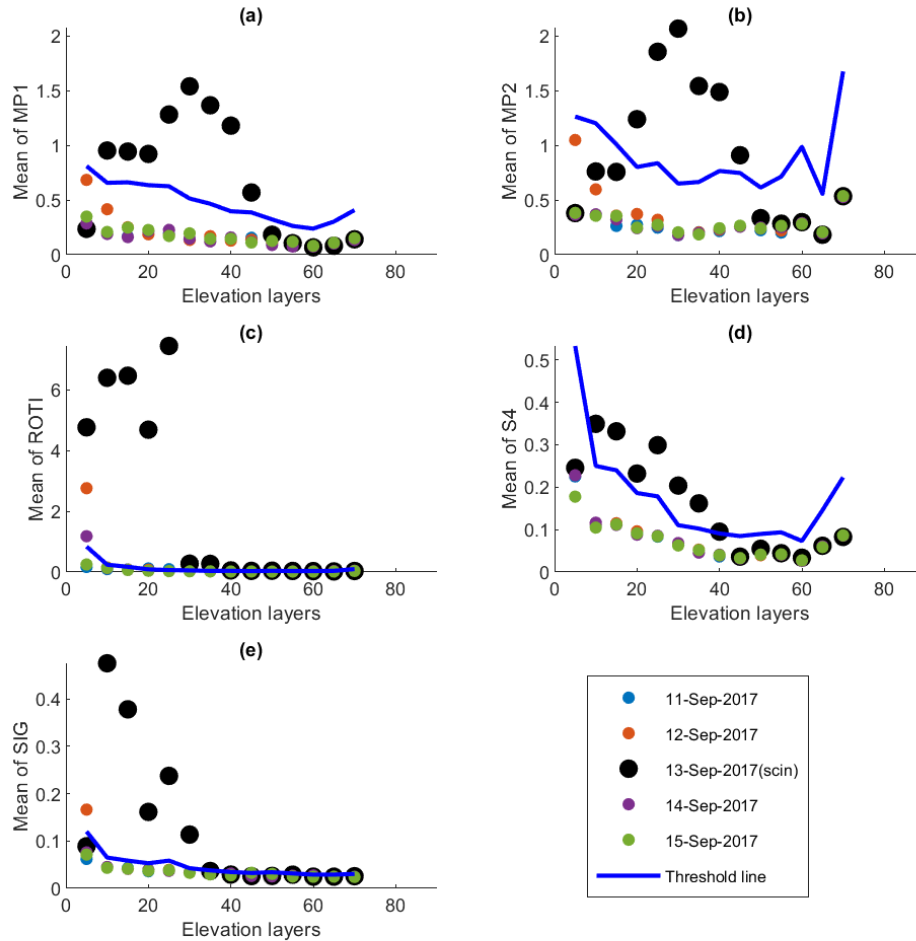 (a)
Mean of MP1
2
1.5
1
0.5
0
0 20 40 60 80
Elevation layers
(b)
Mean of MP2
2
1.5
1
0.5
0
0 20 40 60 80
Elevation layers
(c)
Mean of ROTI
6
4
2
0
0 20 40 60 80
Elevation layers
(d)
Mean of S4
0.5
0.4
0.3
0.2
0.1
0
0 20 40 60 80
Elevation layers
(e)
Mean of SIG
0.4
0.3
0.2
0.1
0
0 20 40 60 80
Elevation layers
11-Sep-2017
12-Sep-2017
13-Sep-2017(scin)
14-Sep-2017
15-Sep-2017
Threshold line